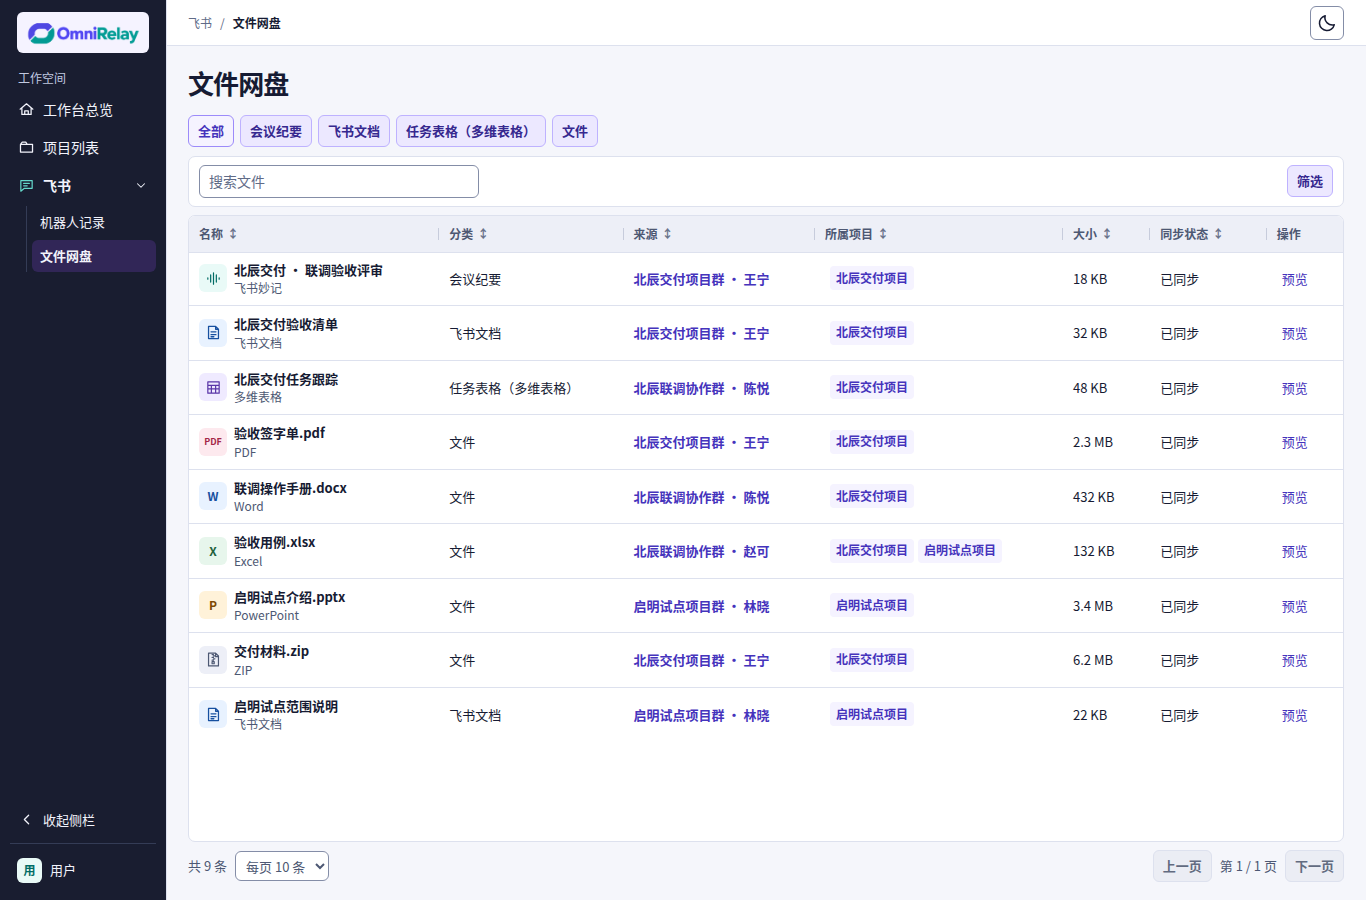 OmniRelay
工作空间
工作台总览
项目列表
飞书
机器人记录
文件网盘
收起侧栏
用 用户
飞书 / 文件网盘
文件网盘
全部 会议纪要 飞书文档 任务表格（多维表格） 文件
搜索文件 筛选
名称 分类 来源 所属项目 大小 同步状态 操作
北辰交付 · 联调验收评审
飞书妙记
会议纪要 北辰交付项目群 · 王宁 北辰交付项目 18 KB 已同步 预览
北辰交付验收清单
飞书文档
飞书文档 北辰交付项目群 · 王宁 北辰交付项目 32 KB 已同步 预览
北辰交付任务跟踪
多维表格
任务表格（多维表格） 北辰联调协作群 · 陈悦 北辰交付项目 48 KB 已同步 预览
PDF 验收签字单.pdf
PDF
文件 北辰交付项目群 · 王宁 北辰交付项目 2.3 MB 已同步 预览
W 联调操作手册.docx
Word
文件 北辰联调协作群 · 陈悦 北辰交付项目 432 KB 已同步 预览
X 验收用例.xlsx
Excel
文件 北辰联调协作群 · 赵可 北辰交付项目 启明试点项目 132 KB 已同步 预览
P 启明试点介绍.pptx
PowerPoint
文件 启明试点项目群 · 林晓 启明试点项目 3.4 MB 已同步 预览
交付材料.zip
ZIP
文件 北辰交付项目群 · 王宁 北辰交付项目 6.2 MB 已同步 预览
启明试点范围说明
飞书文档
飞书文档 启明试点项目群 · 林晓 启明试点项目 22 KB 已同步 预览
共 9 条 每页 10 条 上一页 第 1 / 1 页 下一页